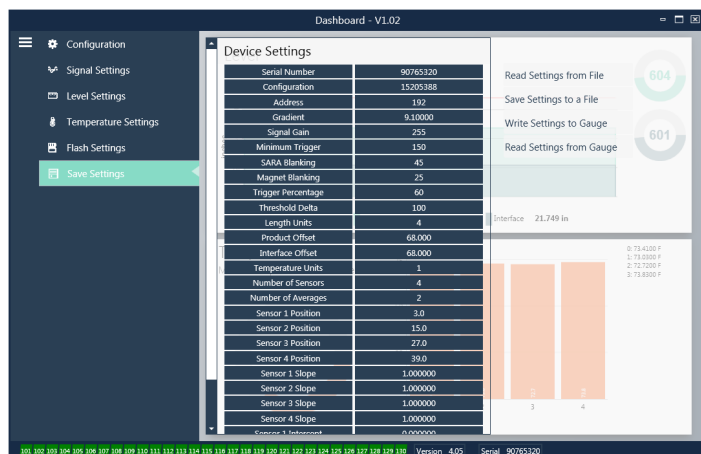 Dashboard - V1.02
Configuration
Signal Settings
Level Settings
Temperature Settings
Flash Settings
Save Settings
Device Settings
Serial Number 90765320
Configuration 15205388
Address 192
Gradient 9.10000
Signal Gain 255
Minimum Trigger 150
SARA Blanking 45
Magnet Blanking 25
Trigger Percentage 60
Threshold Delta 100
Length Units 4
Product Offset 68.000
Interface Offset 68.000
Temperature Units 1
Number of Sensors 4
Number of Averages 2
Sensor 1 Position 3.0
Sensor 2 Position 15.0
Sensor 3 Position 27.0
Sensor 4 Position 39.0
Sensor 1 Slope 1.000000
Sensor 2 Slope 1.000000
Sensor 3 Slope 1.000000
Sensor 4 Slope 1.000000
Sensor 1 Intercept 0.000000
Read Settings from File
Save Settings to a File
Write Settings to Gauge
Read Settings from Gauge
604
601
Interface 21.749 in
0: 73.4100 F
1: 73.0300 F
2: 72.7200 F
3: 73.8300 F
3 4
101 102 103 104 105 106 107 108 109 110 111 112 113 114 115 116 117 118 119 120 121 122 123 124 125 126 127 128 129 130 Version 4.05 Serial 90765320